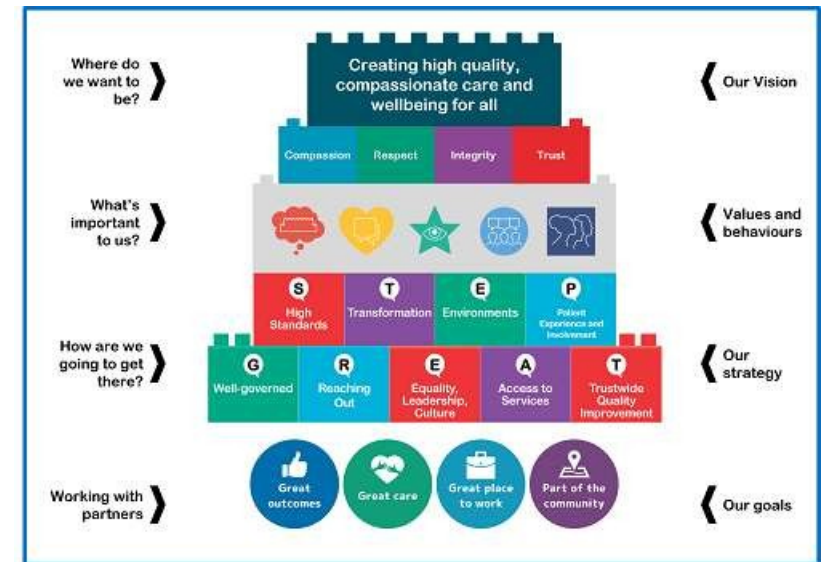 Where do
we want to
be?
Creating high quality,
compassionate care and
wellbeing for all
Our Vision
Compassion
Respect
Integrity
Trust
What's
important
to us?
Values and
behaviours
S
High
Standards
T
Transformation
E
Environments
P
Patient
Experience and
Involvement
How are we
going to get
there?
G
Well-governed
R
Reaching
Out
E
Equality,
Leadership,
Culture
A
Access to
Services
T
Trustwide
Quality
Improvement
Our
strategy
Working with
partners
Great
outcomes
Great care
Great place
to work
Part of the
community
Our goals